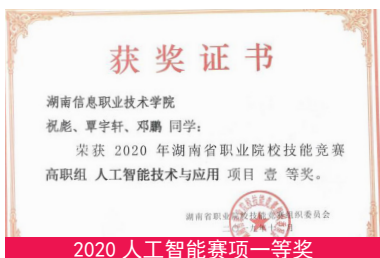 获奖证书
湖南信息职业技术学院
祝彪、覃宇轩、邓鹏 同学:
荣获 2020 年湖南省职业院校技能竞赛
高职组 人工智能技术与应用 项目 壹 等奖。
湖南省职业院校技能竞赛组织委员会
2020人工智能赛项一等奖